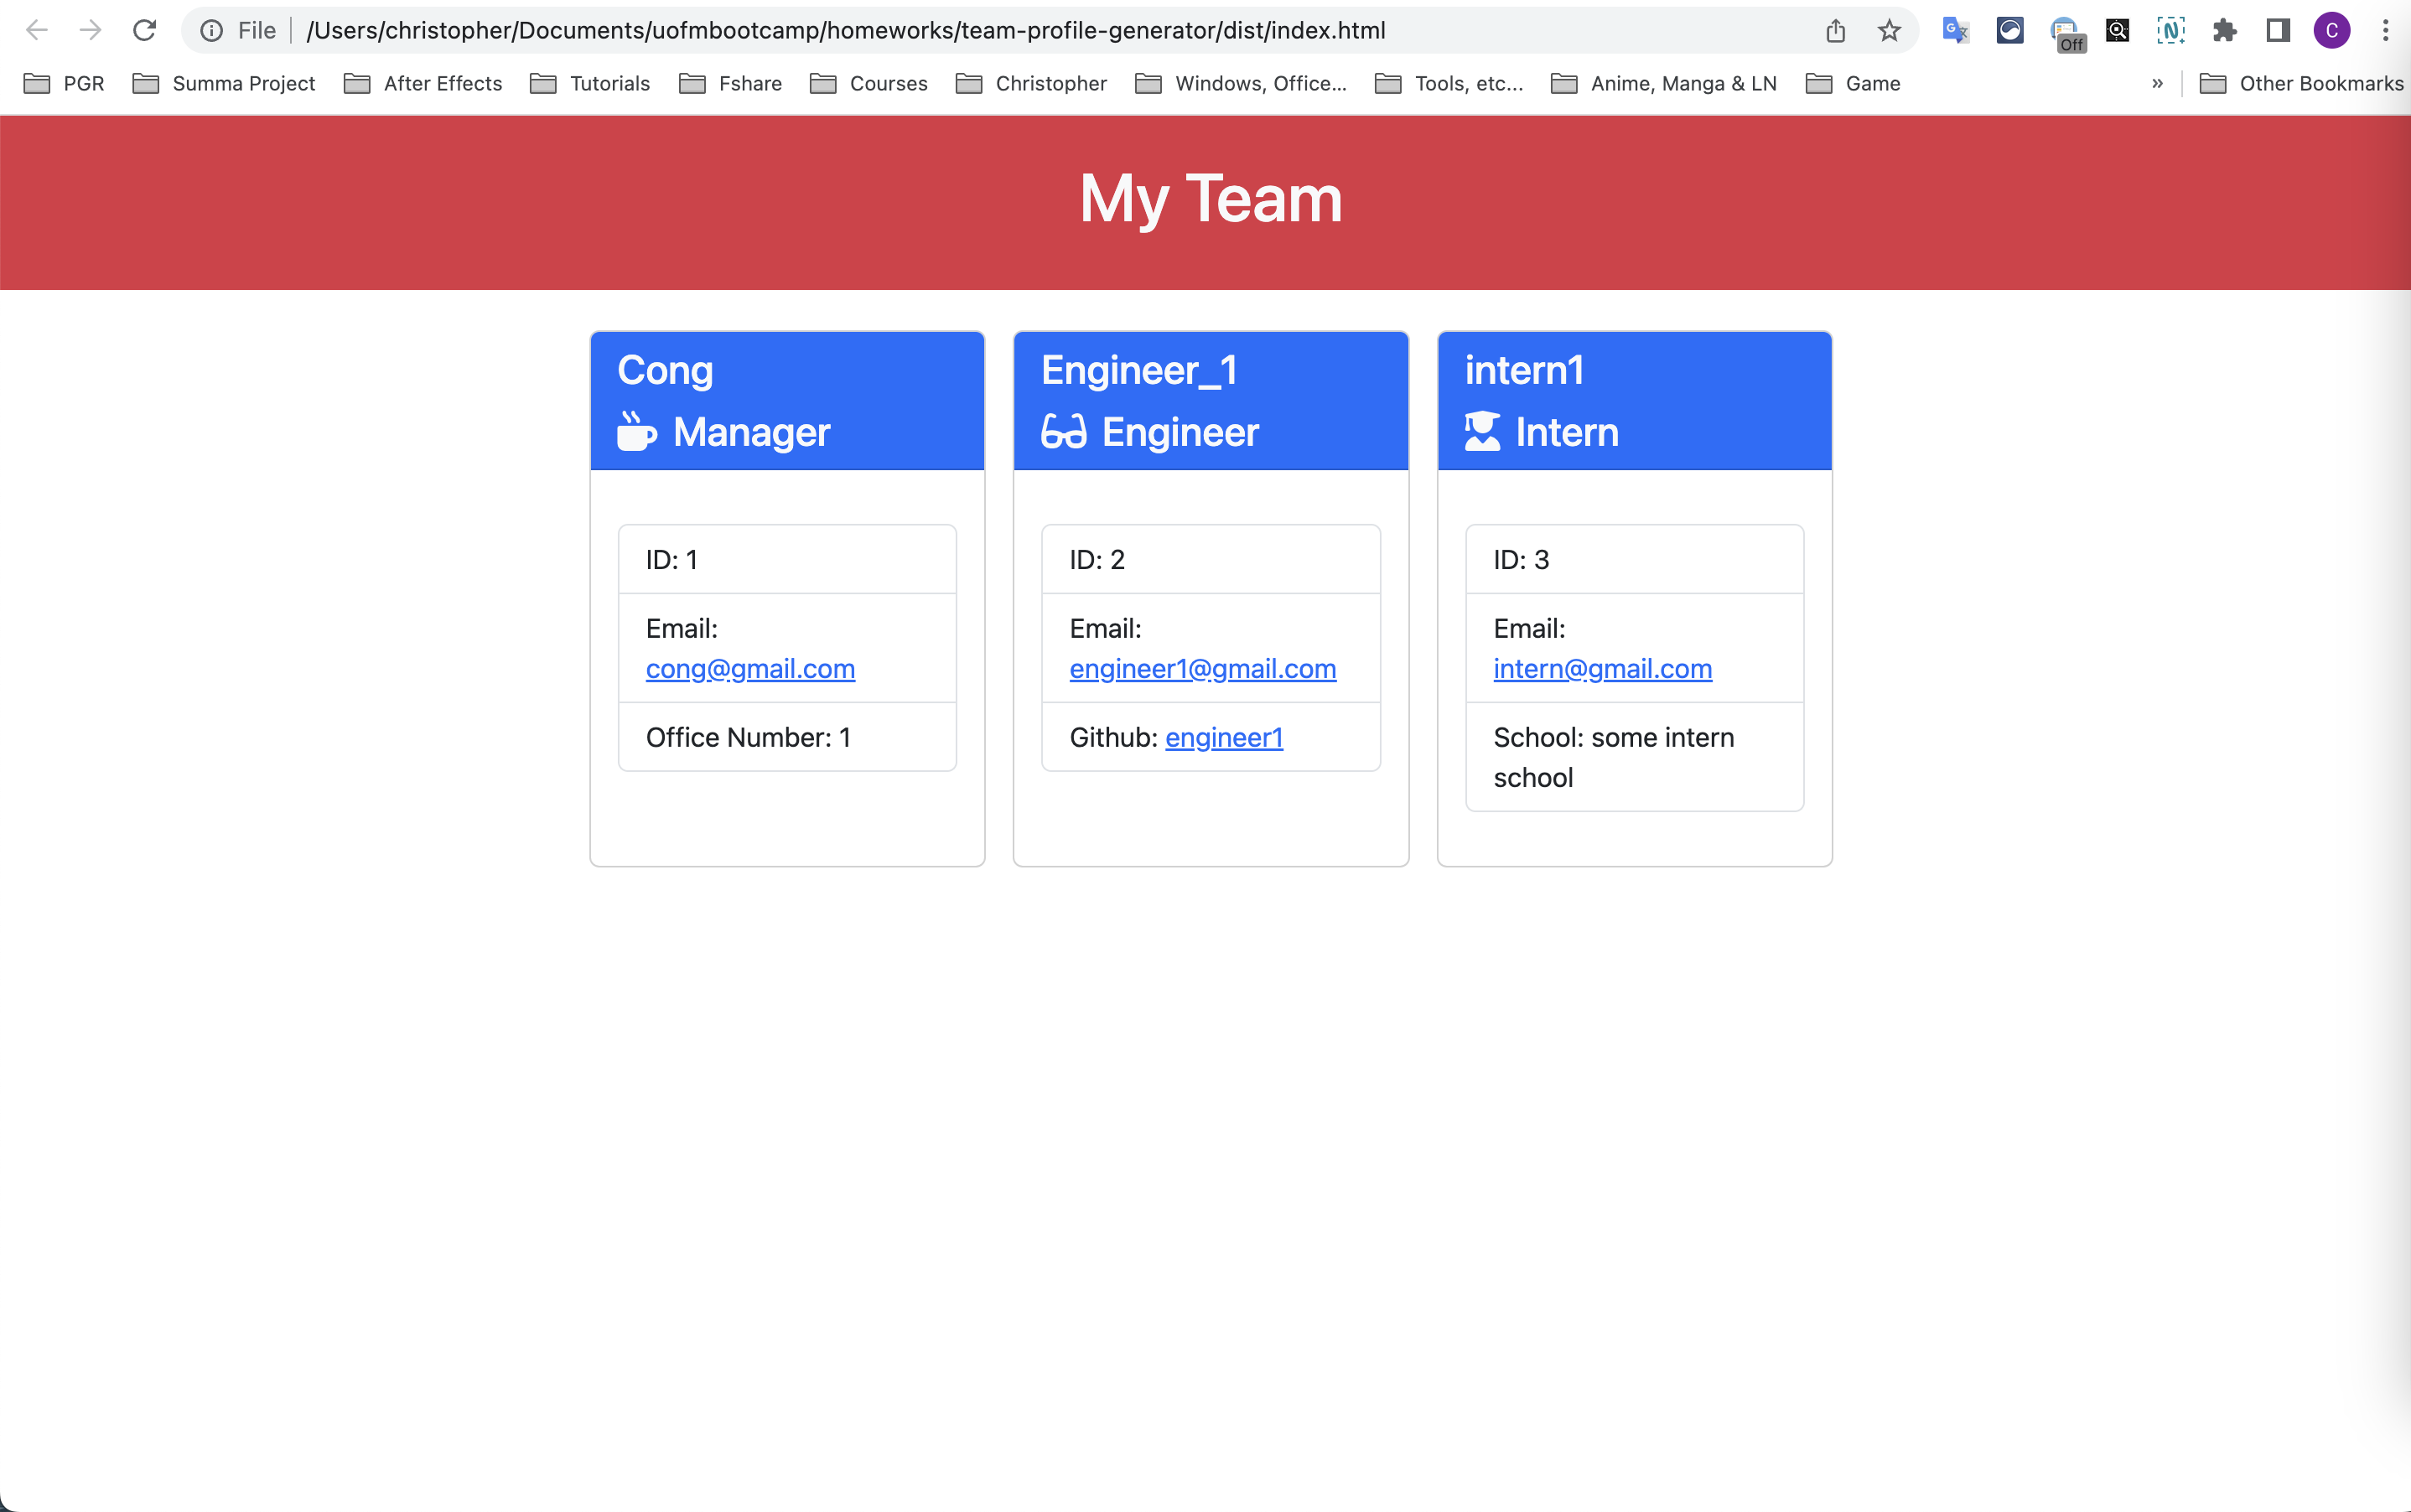 File /Users/christopher/Documents/uofmbootcamp/homeworks/team-profile-generator/dist/index.html
Off
C
PGR Summa Project After Effects Tutorials Fshare Courses Christopher Windows, Office... Tools, etc... Anime, Manga & LN Game » Other Bookmarks
My Team
Cong
Manager
ID: 1
Email:
cong@gmail.com
Office Number: 1
Engineer_1
Engineer
ID: 2
Email:
engineer1@gmail.com
Github: engineer1
intern1
Intern
ID: 3
Email:
intern@gmail.com
School: some intern
school